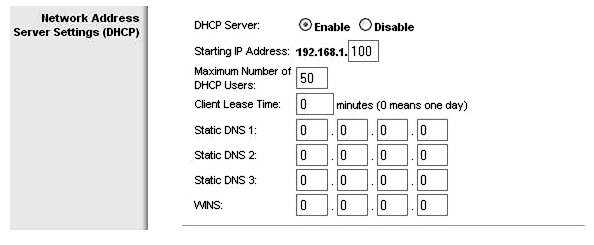 Network Address
Server Settings (DHCP)
DHCP Server: Enable Disable
Starting IP Address: 192.168.1. 100
Maximum Number of
DHCP Users: 50
Client Lease Time: 0 minutes (0 means one day)
Static DNS 1: 0 . 0 . 0 . 0
Static DNS 2: 0 . 0 . 0 . 0
Static DNS 3: 0 . 0 . 0 . 0
WINS: 0 . 0 . 0 . 0